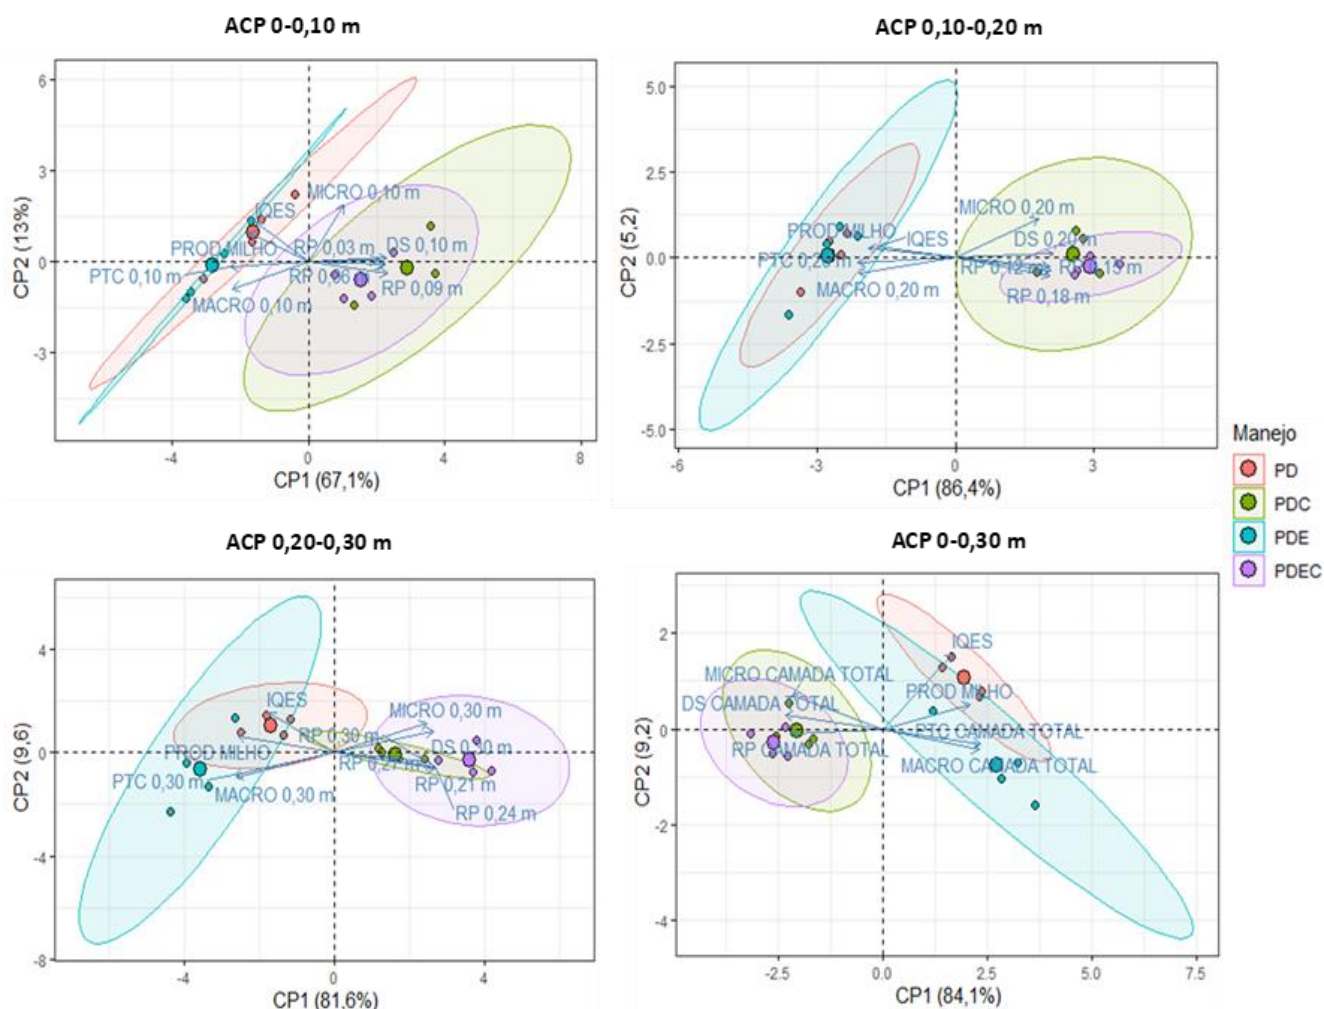 ACP 0-0,10 m
6
3
0
-3
CP2 (13%)
MICRO 0,10 m
IQES
PROD MILHO
RP 0,03 m
DS 0,10 m
PTC 0,10 m
RP 0,09 m
MACRO 0,10 m
-4
0
4
8
CP1 (67,1%)
ACP 0,10-0,20 m
5.0
2.5
0.0
-2.5
-5.0
CP2 (5,2)
MICRO 0,20 m
PROD MILHO
IQES
DS 0,20 m
PTC 0,20 m
RP 0,12 m
MACRO 0,20 m
RP 0,18 m
-6
-3
0
3
CP1 (86,4%)
Manejo
PD
PDC
PDE
PDEC
ACP 0,20-0,30 m
4
0
-4
-8
CP2 (9,6)
IQES
MICRO 0,30 m
RP 0,30 m
PROD MILHO
DS 0,30 m
RP 0,27 m
PTC 0,30 m
RP 0,21 m
MACRO 0,30 m
RP 0,24 m
-4
0
4
CP1 (81,6%)
ACP 0-0,30 m
2
0
-2
-4
CP2 (9,2)
IQES
MICRO CAMADA TOTAL
PROD MILHO
DS CAMADA TOTAL
PTC CAMADA TOTAL
RP CAMADA TOTAL
MACRO CAMADA TOTAL
-2.5
0.0
2.5
5.0
7.5
CP1 (84,1%)